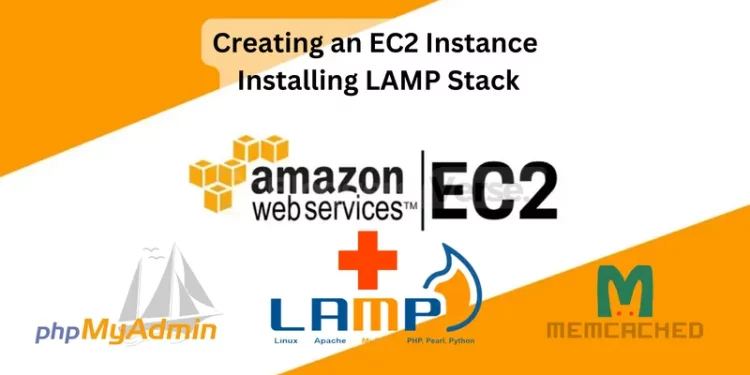 Creating an EC2 Instance
Installing LAMP Stack
amazon
web services™
EC2
Verse.
phpMyAdmin
LAMP
Linux Apache PHP, Pearl, Python
MEMCACHED